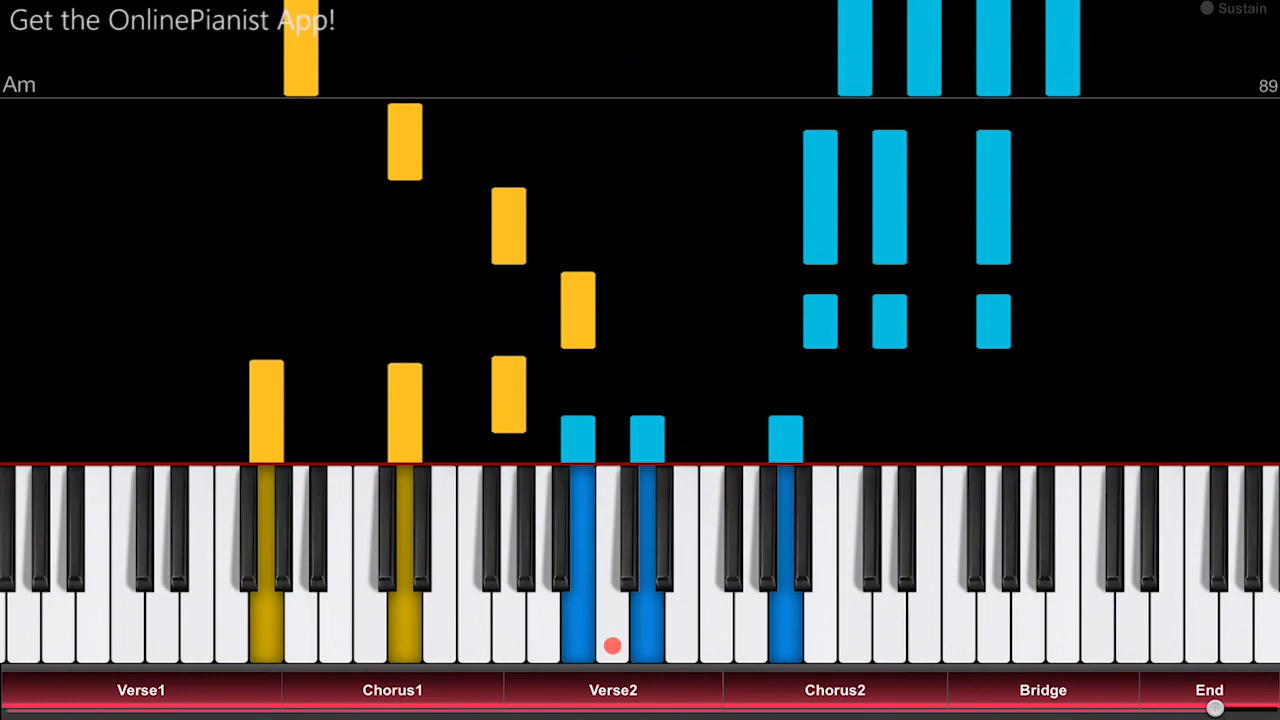 Get the OnlinePianist App!
Sustain
Am
89
Verse1
Chorus1
Verse2
Chorus2
Bridge
End